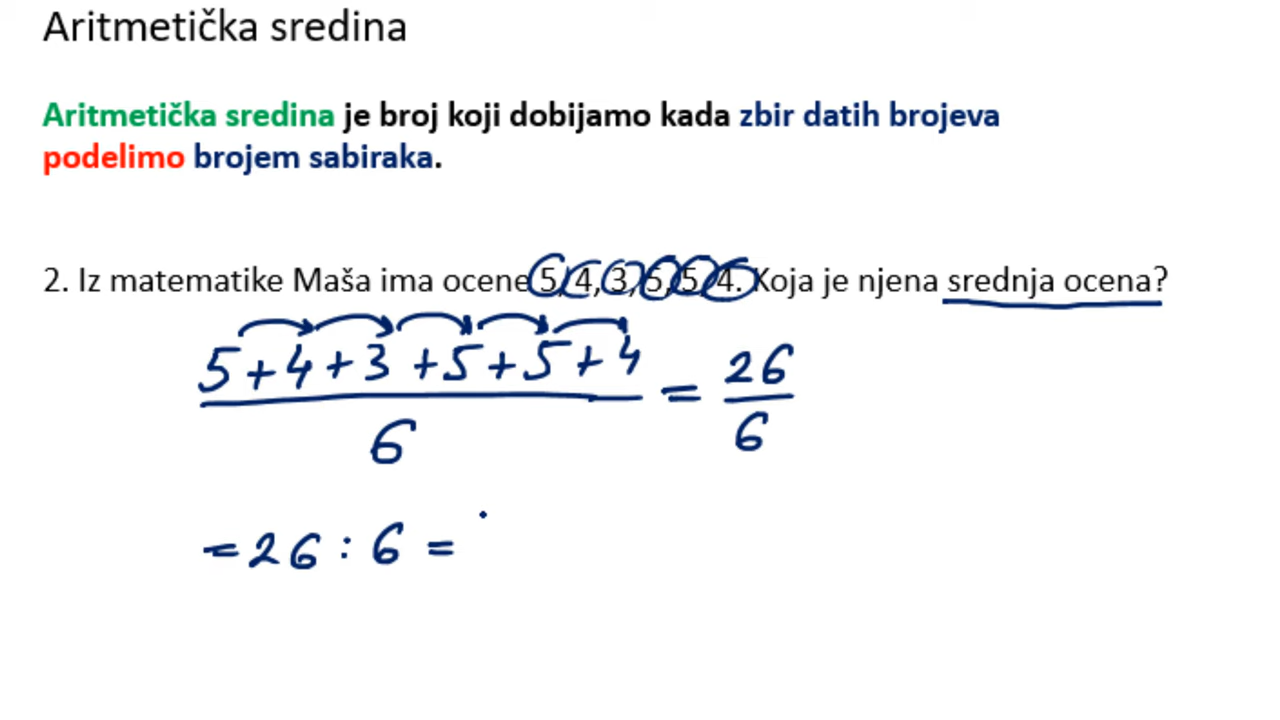 Aritmetička sredina
Aritmetička sredina je broj koji dobijamo kada zbir datih brojeva
podelimo brojem sabiraka.
2. Iz matematike Maša ima ocene 5, 4, 3, 5, 5, 4. Koja je njena srednja ocena?
5+4+3+5+5+4 = 26
6 6
=26:6=